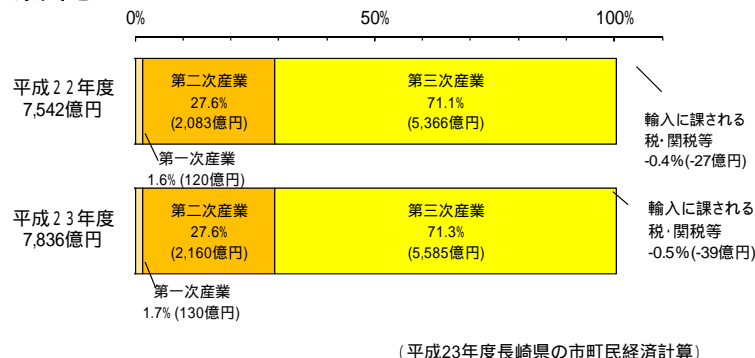 0%
50%
100%
平成22年度
7,542億円
第二次産業
27.6%
(2,083億円)
第三次産業
71.1%
(5,366億円)
輸入に課される
税・関税等
-0.4%(-27億円)
第一次産業
1.6% (120億円)
平成23年度
7,836億円
第二次産業
27.6%
(2,160億円)
第三次産業
71.3%
(5,585億円)
輸入に課される
税・関税等
-0.5%(-39億円)
第一次産業
1.7% (130億円)
(平成23年度長崎県の市町民経済計算)